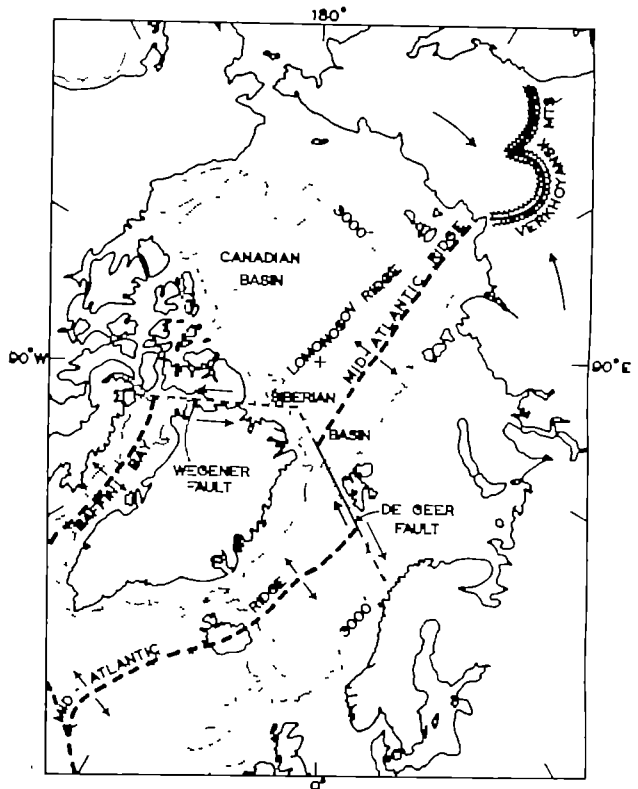 180°
VERKHOYANSK MTS
3000'
CANADIAN
BASIN
LOMONOSOV RIDGE
MID-ATLANTIC RIDGE
90°W
90°E
SIBERIAN
BASIN
WEGENER
FAULT
BAFFIN BAY
DE GEER
FAULT
3000'
MID-ATLANTIC RIDGE
0°